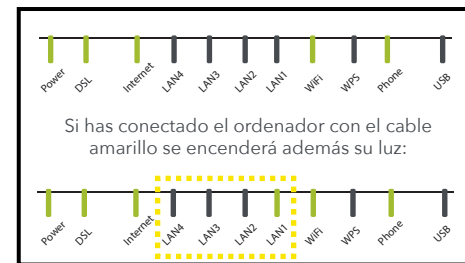 Power DSL Internet LAN4 LAN3 LAN2 LAN1 WiFi WPS Phone USB
Si has conectado el ordenador con el cable
amarillo se encenderá además su luz:
Power DSL Internet LAN4 LAN3 LAN2 LAN1 WiFi WPS Phone USB